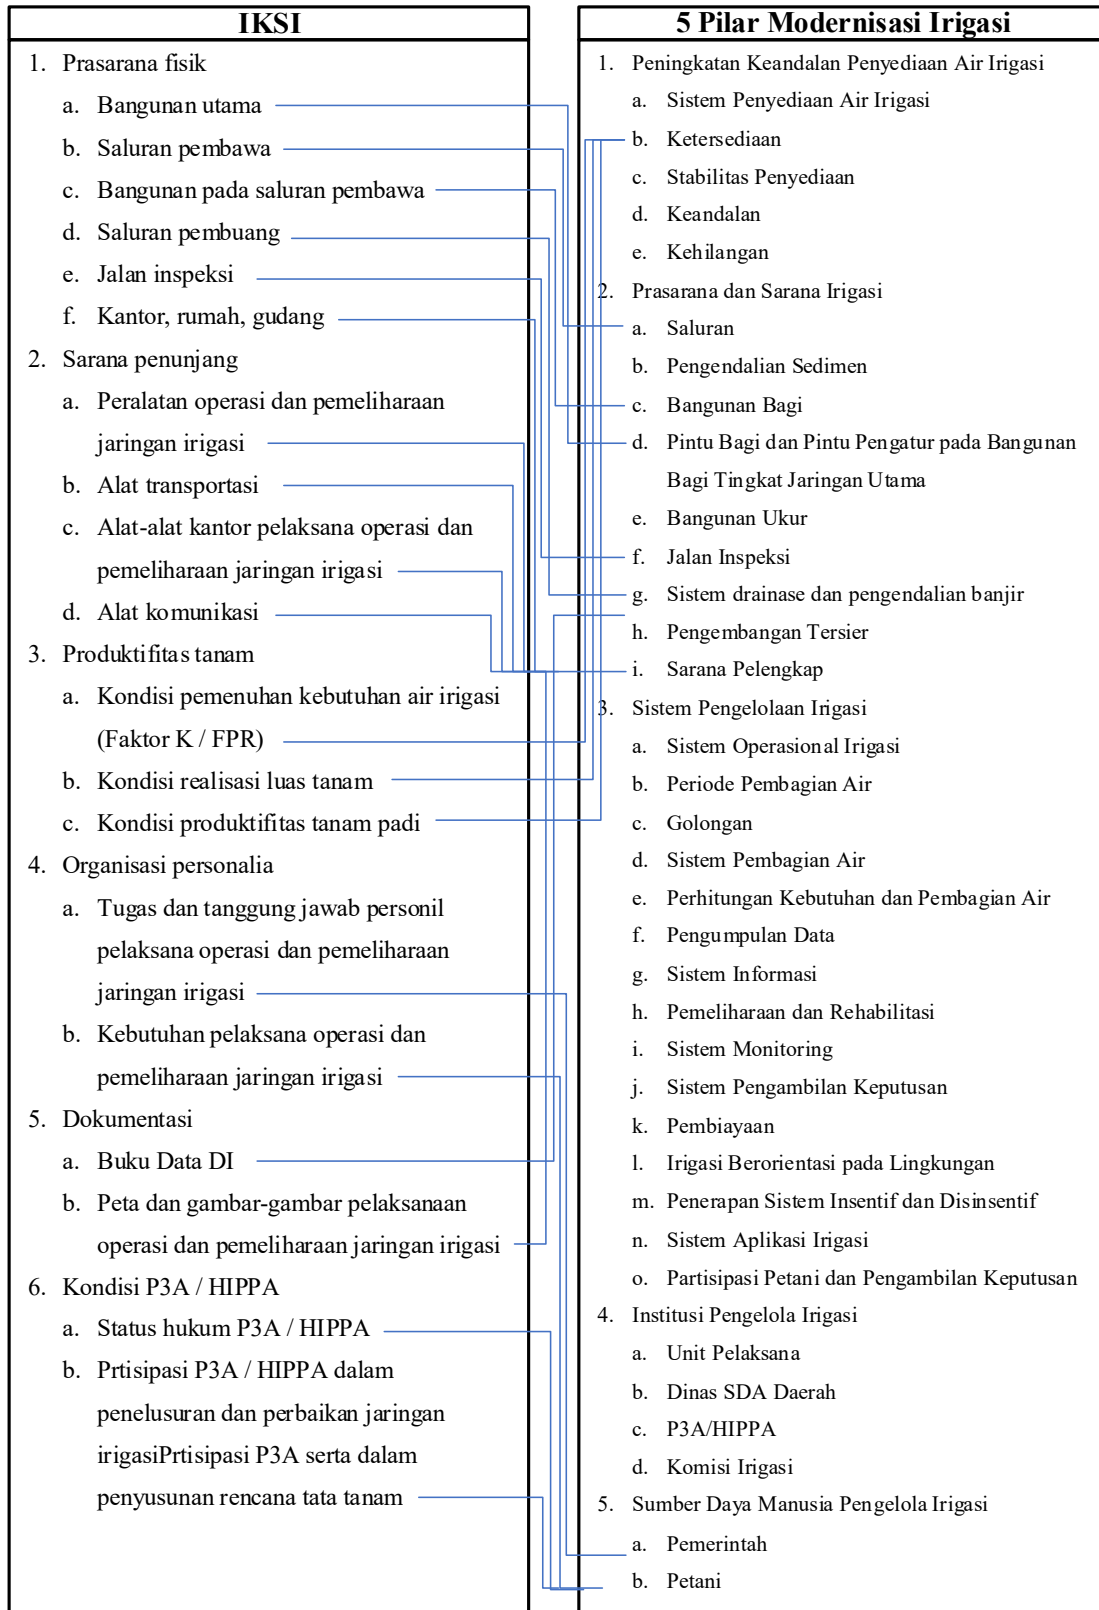 IKSI
1. Prasarana fisik
a. Bangunan utama
b. Saluran pembawa
c. Bangunan pada saluran pembawa
d. Saluran pembuang
e. Jalan inspeksi
f. Kantor, rumah, gudang
2. Sarana penunjang
a. Peralatan operasi dan pemeliharaan
jaringan irigasi
b. Alat transportasi
c. Alat-alat kantor pelaksana operasi dan
pemeliharaan jaringan irigasi
d. Alat komunikasi
3. Produktifitas tanam
a. Kondisi pemenuhan kebutuhan air irigasi
(Faktor K / FPR)
b. Kondisi realisasi luas tanam
c. Kondisi produktifitas tanam padi
4. Organisasi personalia
a. Tugas dan tanggung jawab personil
pelaksana operasi dan pemeliharaan
jaringan irigasi
b. Kebutuhan pelaksana operasi dan
pemeliharaan jaringan irigasi
5. Dokumentasi
a. Buku Data DI
b. Peta dan gambar-gambar pelaksanaan
operasi dan pemeliharaan jaringan irigasi
6. Kondisi P3A / HIPPA
a. Status hukum P3A / HIPPA
b. Prtisipasi P3A / HIPPA dalam
penelusuran dan perbaikan jaringan
irigasiPrtisipasi P3A serta dalam
penyusunan rencana tata tanam
5 Pilar Modernisasi Irigasi
1. Peningkatan Keandalan Penyediaan Air Irigasi
a. Sistem Penyediaan Air Irigasi
b. Ketersediaan
c. Stabilitas Penyediaan
d. Keandalan
e. Kehilangan
2. Prasarana dan Sarana Irigasi
a. Saluran
b. Pengendalian Sedimen
c. Bangunan Bagi
d. Pintu Bagi dan Pintu Pengatur pada Bangunan
Bagi Tingkat Jaringan Utama
e. Bangunan Ukur
f. Jalan Inspeksi
g. Sistem drainase dan pengendalian banjir
h. Pengembangan Tersier
i. Sarana Pelengkap
3. Sistem Pengelolaan Irigasi
a. Sistem Operasional Irigasi
b. Periode Pembagian Air
c. Golongan
d. Sistem Pembagian Air
e. Perhitungan Kebutuhan dan Pembagian Air
f. Pengumpulan Data
g. Sistem Informasi
h. Pemeliharaan dan Rehabilitasi
i. Sistem Monitoring
j. Sistem Pengambilan Keputusan
k. Pembiayaan
l. Irigasi Berorientasi pada Lingkungan
m. Penerapan Sistem Insentif dan Disinsentif
n. Sistem Aplikasi Irigasi
o. Partisipasi Petani dan Pengambilan Keputusan
4. Institusi Pengelola Irigasi
a. Unit Pelaksana
b. Dinas SDA Daerah
c. P3A/HIPPA
d. Komisi Irigasi
5. Sumber Daya Manusia Pengelola Irigasi
a. Pemerintah
b. Petani